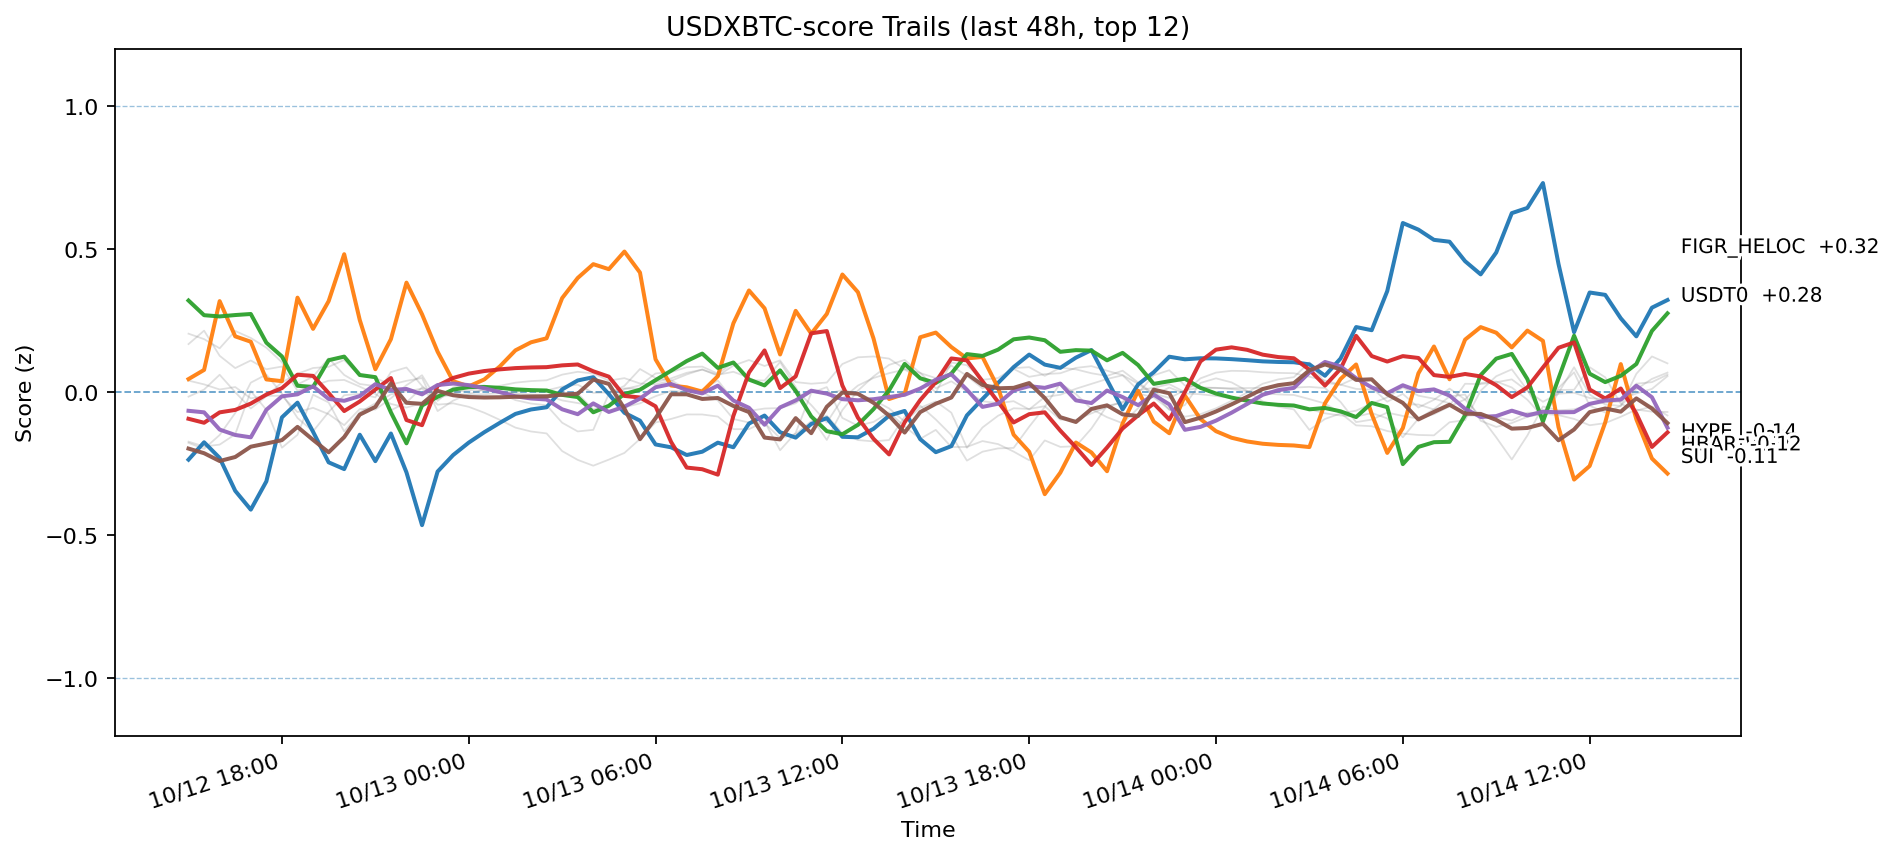 USDXBTC-score Trails (last 48h, top 12)
Score (z)
1.0
0.5
0.0
−0.5
−1.0
FIGR_HELOC +0.32
USDT0 +0.28
HYPE -0.14
HBAR -0.12
SUI -0.11
10/12 18:00
10/13 00:00
10/13 06:00
10/13 12:00
10/13 18:00
10/14 00:00
10/14 06:00
10/14 12:00
Time